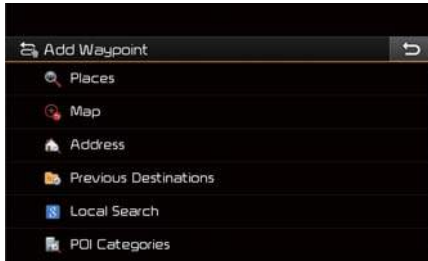 Add Waypoint
Places
Map
Address
Previous Destinations
Local Search
POI Categories